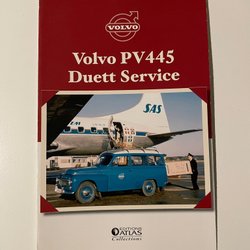 VOLVO
Volvo PV445
Duett Service
SAS
EDITIONS
ATLAS
Collections